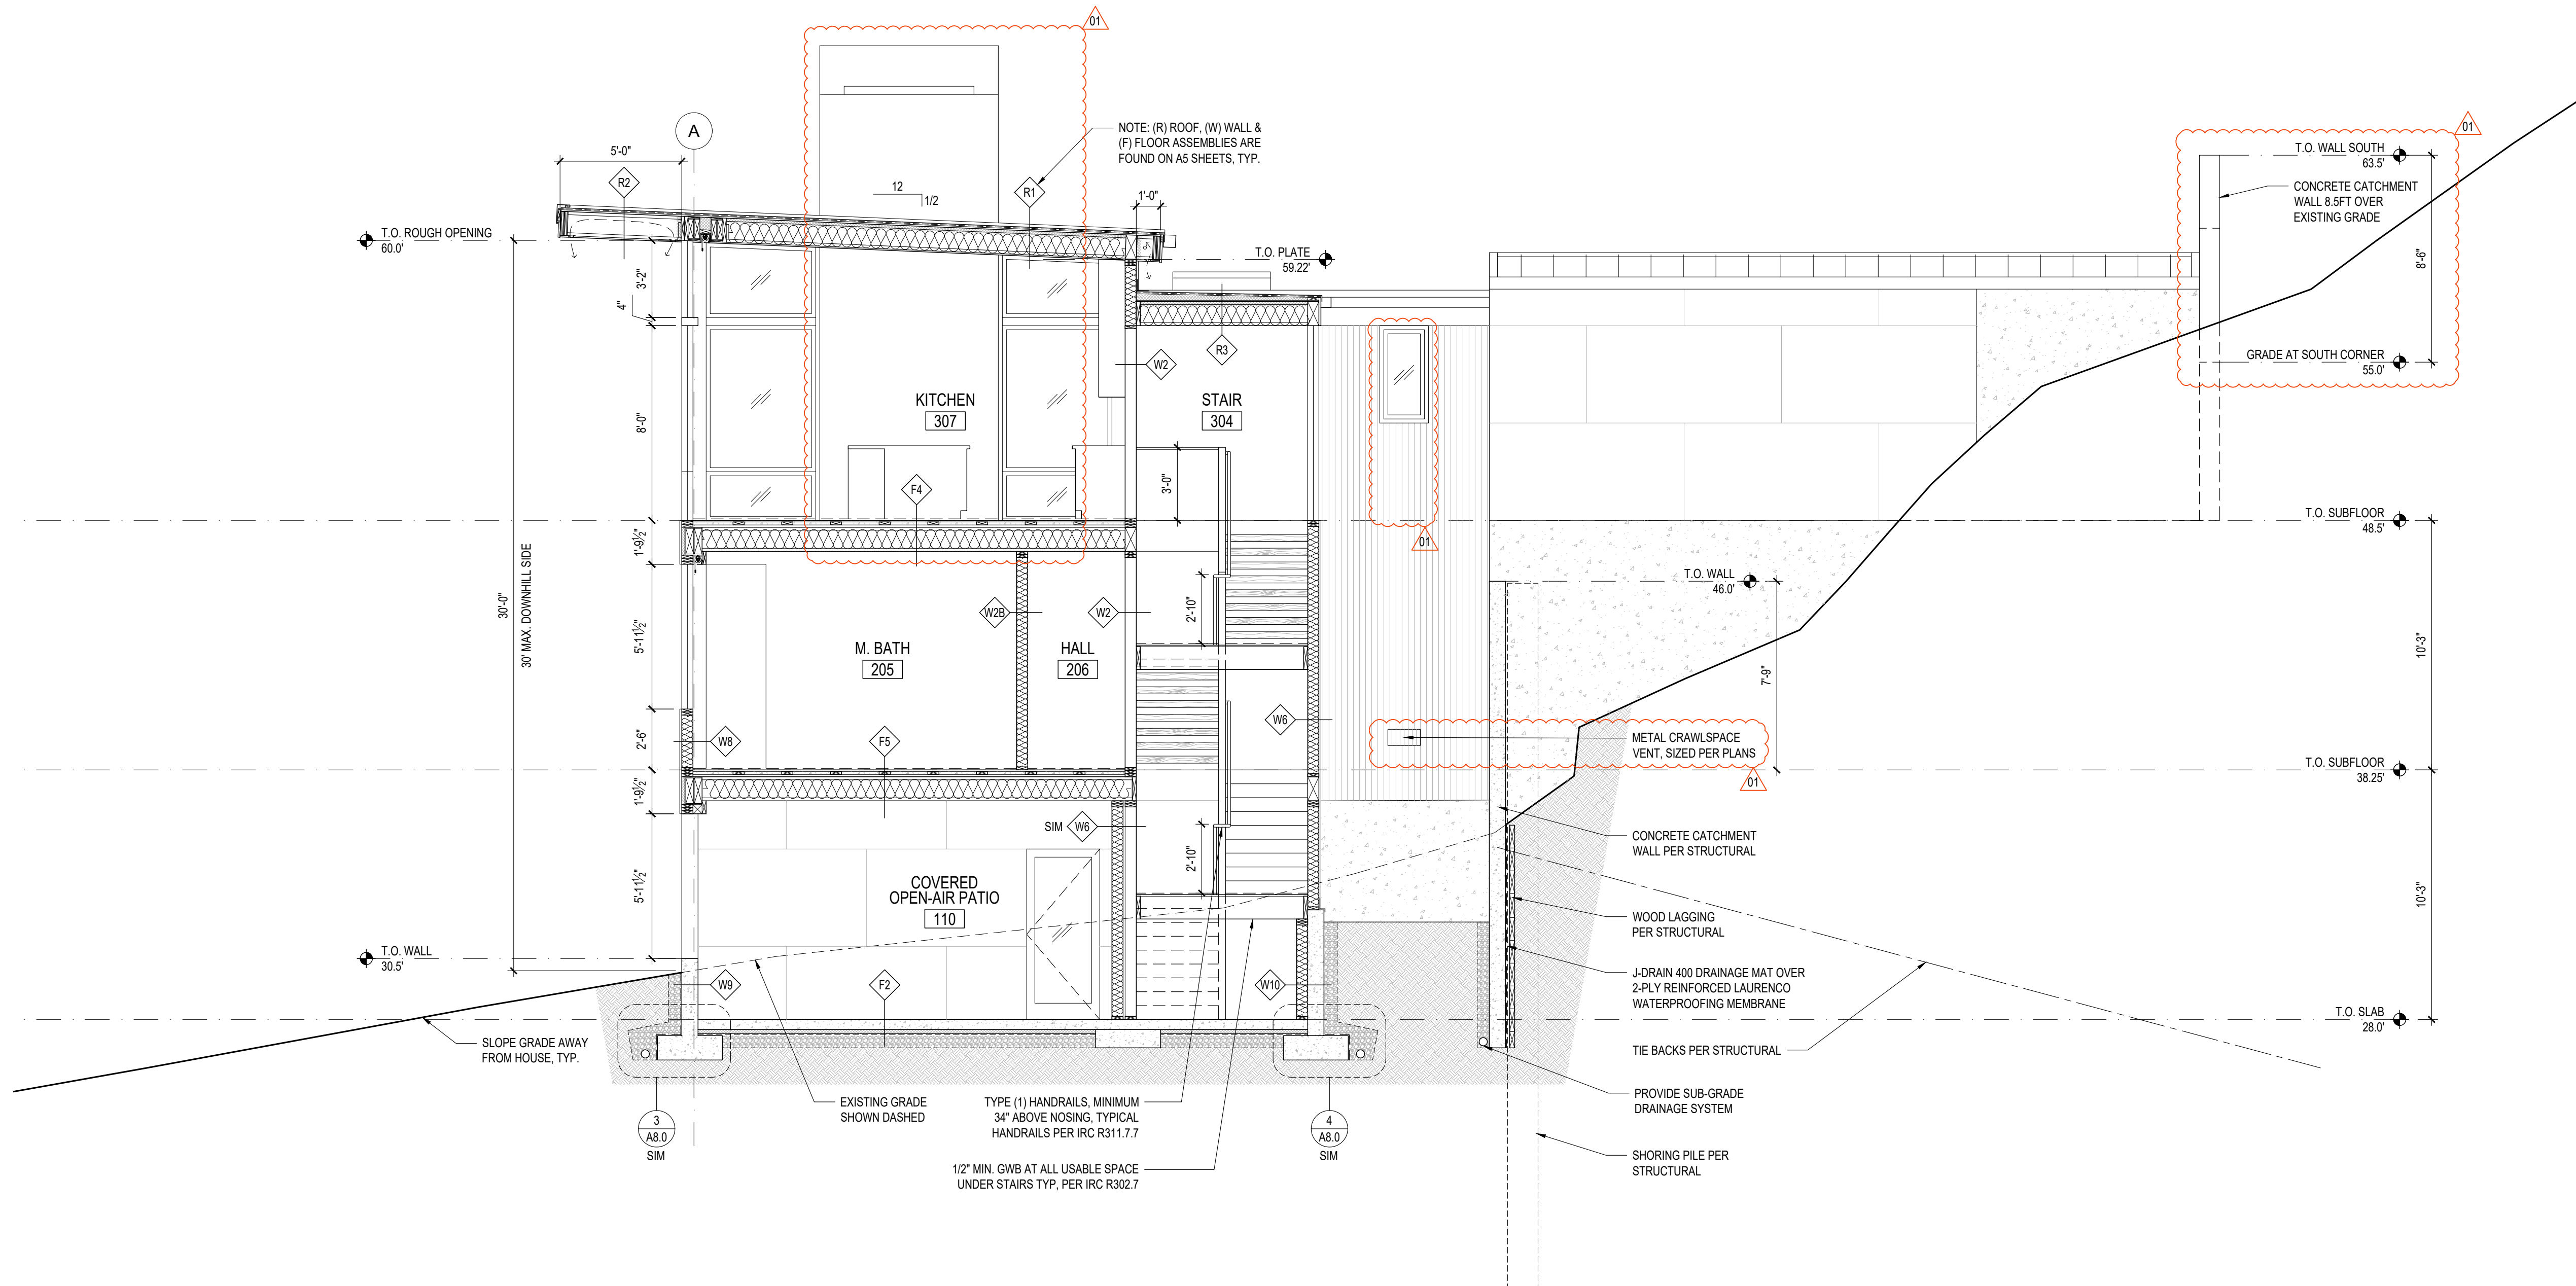 01
A
5'-0"
R2
12
1/2
R1
NOTE: (R) ROOF, (W) WALL &
(F) FLOOR ASSEMBLIES ARE
FOUND ON A5 SHEETS, TYP.
1'-0"
01
T.O. WALL SOUTH
63.5'
CONCRETE CATCHMENT
WALL 8.5FT OVER
EXISTING GRADE
8'-6"
GRADE AT SOUTH CORNER
55.0'
T.O. ROUGH OPENING
60.0'
T.O. PLATE
59.22'
3'-2"
4"
8'-0"
R3
W2
KITCHEN
307
STAIR
304
F4
3'-0"
T.O. SUBFLOOR
48.5'
01
1'-9½"
30'-0"
30' MAX. DOWNHILL SIDE
T.O. WALL
46.0'
5'-11½"
W2B
W2
2'-10"
M. BATH
205
HALL
206
10'-3"
7'-9"
2'-6"
W8
F5
W6
METAL CRAWLSPACE
VENT, SIZED PER PLANS
T.O. SUBFLOOR
38.25'
01
1'-9½"
SIM
W6
CONCRETE CATCHMENT
WALL PER STRUCTURAL
5'-11½"
2'-10"
COVERED
OPEN-AIR PATIO
110
10'-3"
WOOD LAGGING
PER STRUCTURAL
T.O. WALL
30.5'
W9
F2
W10
J-DRAIN 400 DRAINAGE MAT OVER
2-PLY REINFORCED LAURENCO
WATERPROOFING MEMBRANE
T.O. SLAB
28.0'
SLOPE GRADE AWAY
FROM HOUSE, TYP.
TIE BACKS PER STRUCTURAL
PROVIDE SUB-GRADE
DRAINAGE SYSTEM
EXISTING GRADE
SHOWN DASHED
TYPE (1) HANDRAILS, MINIMUM
34" ABOVE NOSING, TYPICAL
HANDRAILS PER IRC R311.7.7
3
A8.0
SIM
4
A8.0
SIM
SHORING PILE PER
STRUCTURAL
1/2" MIN. GWB AT ALL USABLE SPACE
UNDER STAIRS TYP, PER IRC R302.7